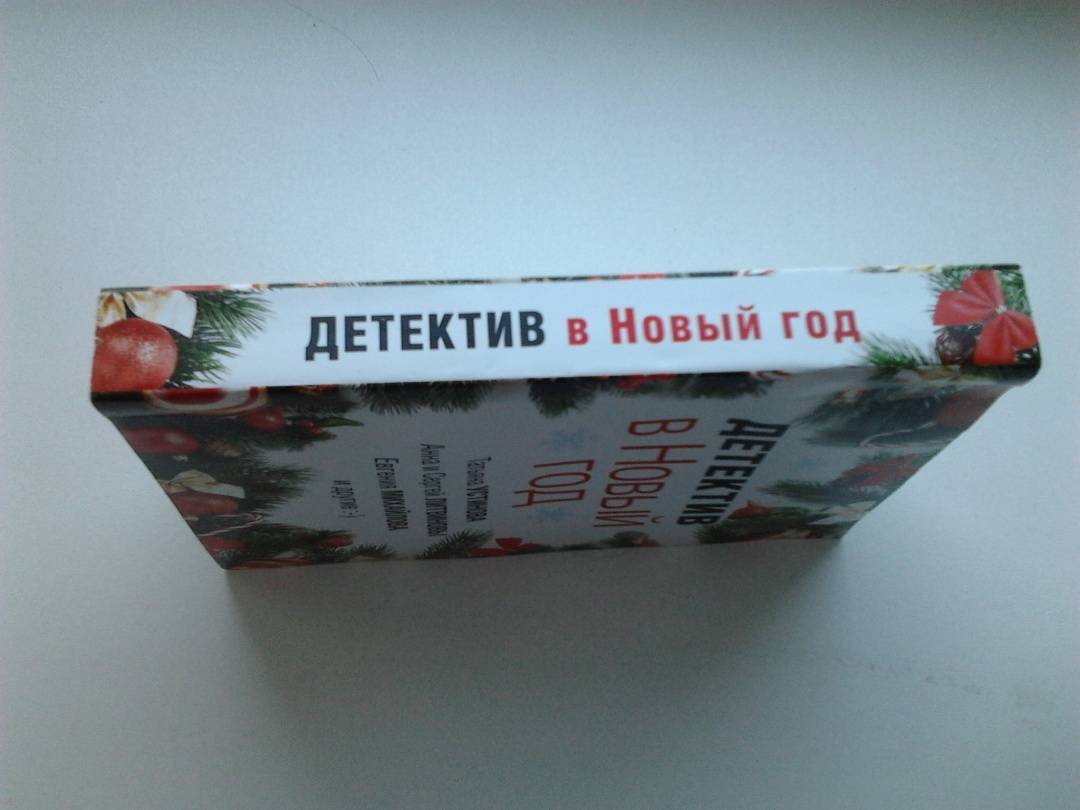 ДЕТЕКТИВ в Новый год
ДЕТЕКТИВ
в Новый
год
Татьяна УСТИНОВА
Анна и Сергей ЛИТВИНОВЫ
Евгения МИХАЙЛОВА
и другие :-)